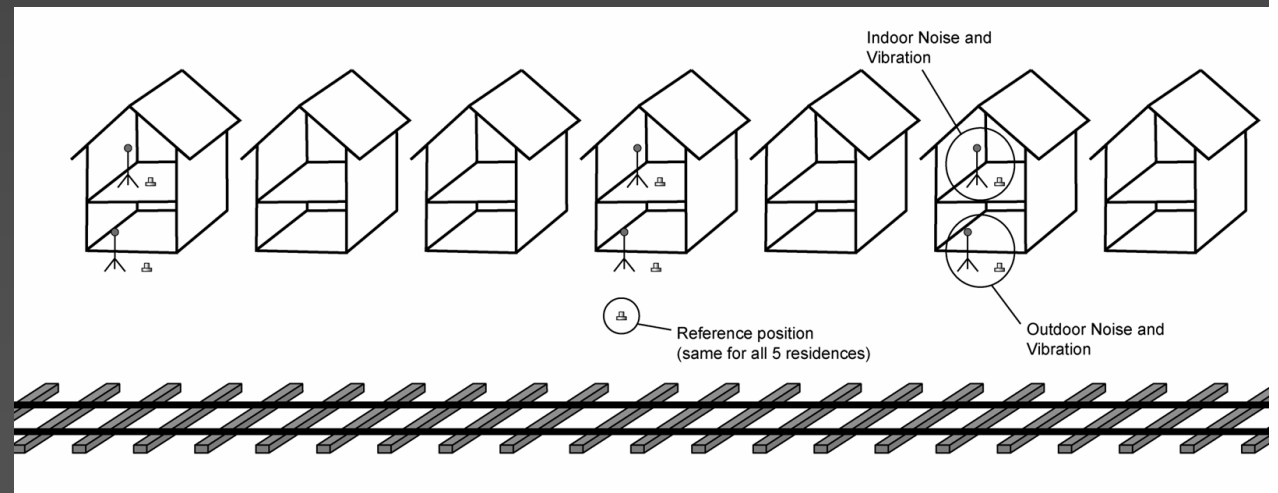 Indoor Noise and
Vibration
Reference position
(same for all 5 residences)
Outdoor Noise and
Vibration